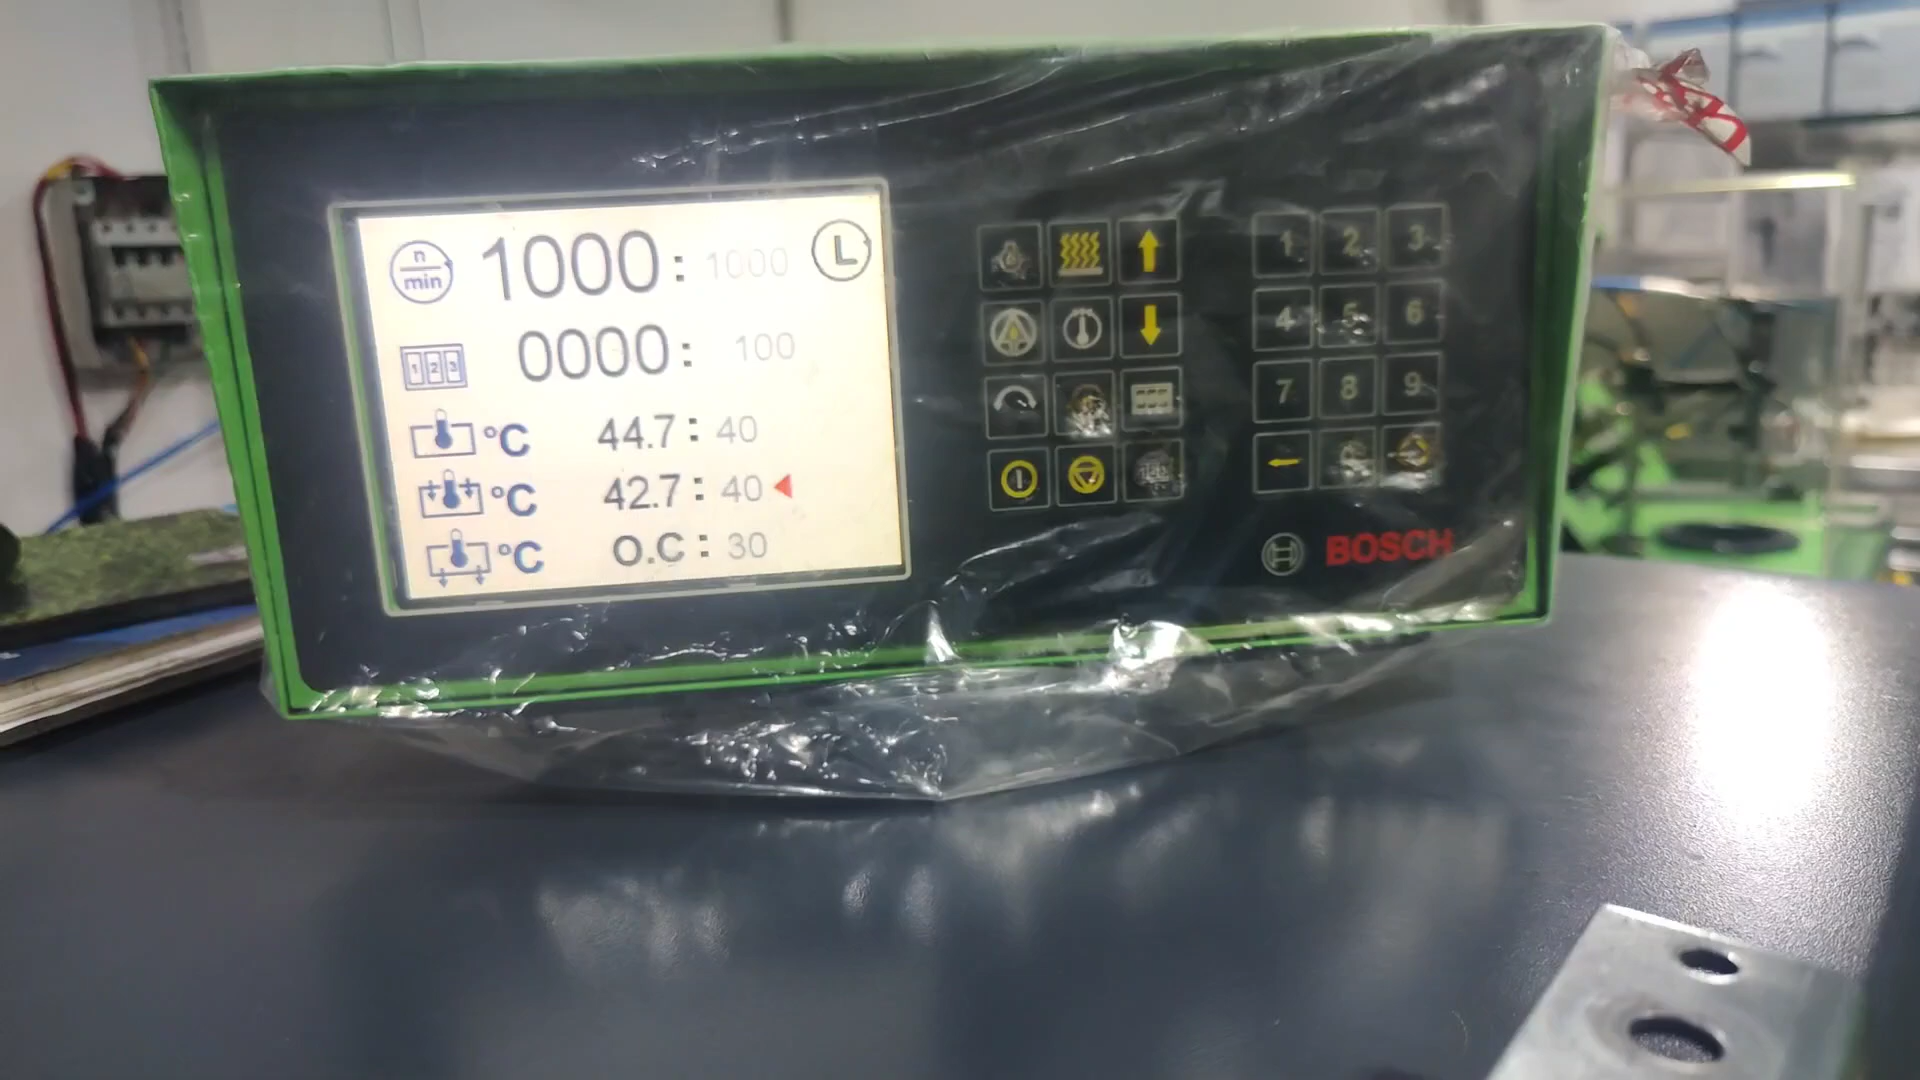 n
min
1000 : 1000
L
1 2 3
0000 : 100
°C 44.7 : 40
°C 42.7 : 40
°C O.C : 30
1 2 3
4 5 6
7 8 9
BOSCH